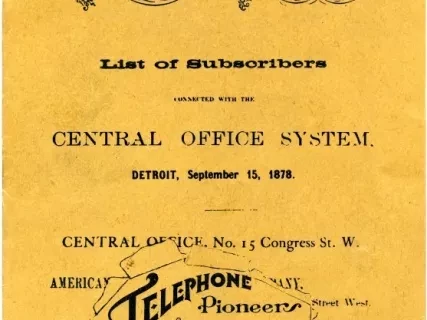 List of Subscribers
CONNECTED WITH THE
CENTRAL OFFICE SYSTEM,
DETROIT, September 15, 1878.
CENTRAL OFFICE, No. 15 Congress St. W.
AMERICAN
TELEPHONE
Pioneers
Street West.